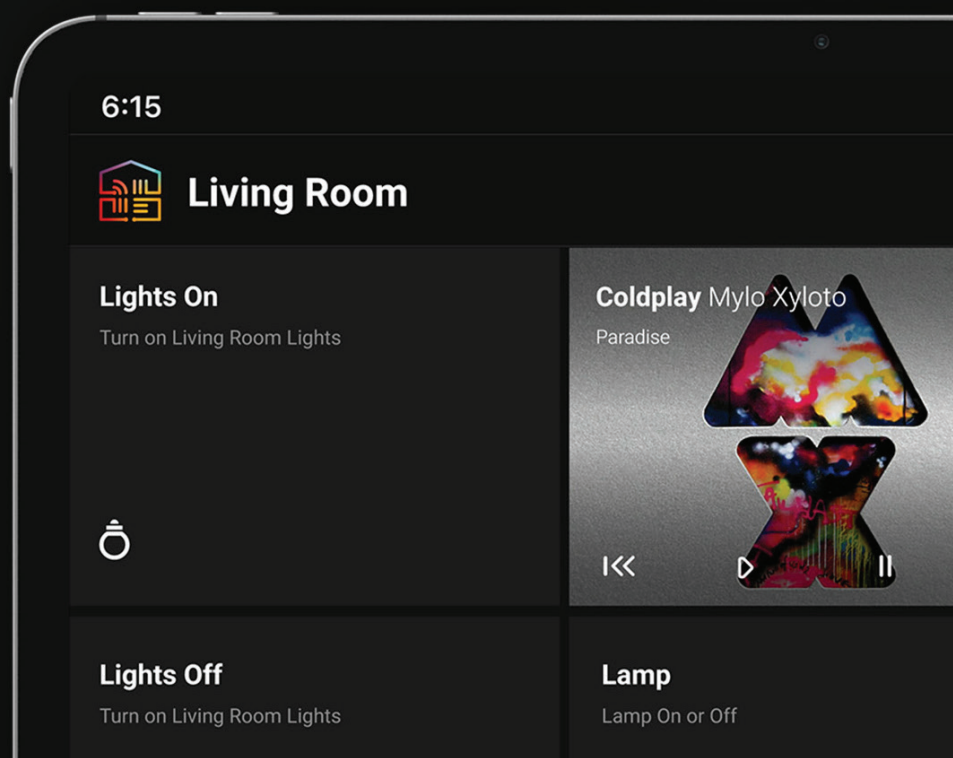 6:15
Living Room
Lights On
Turn on Living Room Lights
Coldplay Mylo Xyloto
Paradise
Lights Off
Turn on Living Room Lights
Lamp
Lamp On or Off